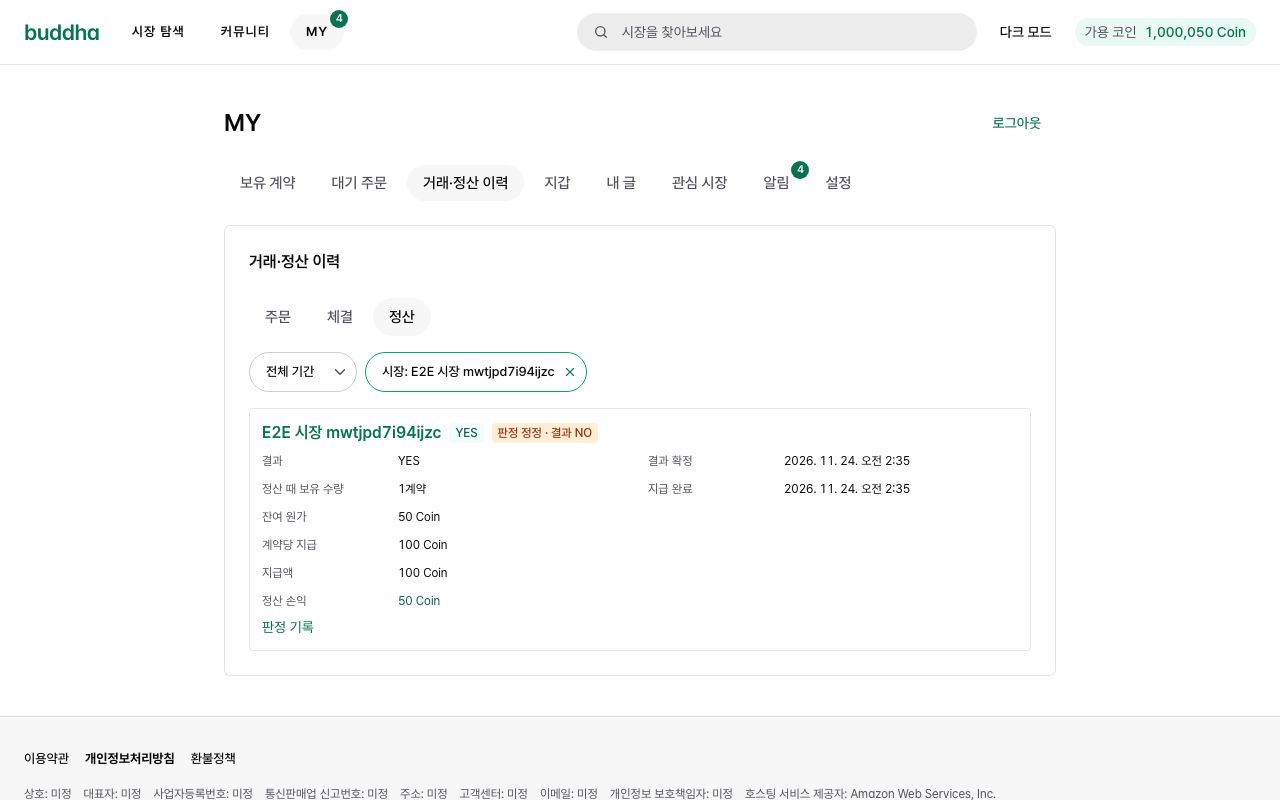 buddha 시장 탐색 커뮤니티 MY 4 시장을 찾아보세요 다크 모드 가용 코인 1,000,050 Coin
MY 로그아웃
보유 계약 대기 주문 거래·정산 이력 지갑 내 글 관심 시장 알림 4 설정
거래·정산 이력
주문 체결 정산
전체 기간 시장: E2E 시장 mwtjpd7i94ijzc
E2E 시장 mwtjpd7i94ijzc YES 판정 정정 · 결과 NO
결과 YES 결과 확정 2026. 11. 24. 오전 2:35
정산 때 보유 수량 1계약 지급 완료 2026. 11. 24. 오전 2:35
잔여 원가 50 Coin
계약당 지급 100 Coin
지급액 100 Coin
정산 손익 50 Coin
판정 기록
이용약관 개인정보처리방침 환불정책
상호: 미정 대표자: 미정 사업자등록번호: 미정 통신판매업 신고번호: 미정 주소: 미정 고객센터: 미정 이메일: 미정 개인정보 보호책임자: 미정 호스팅 서비스 제공자: Amazon Web Services, Inc.